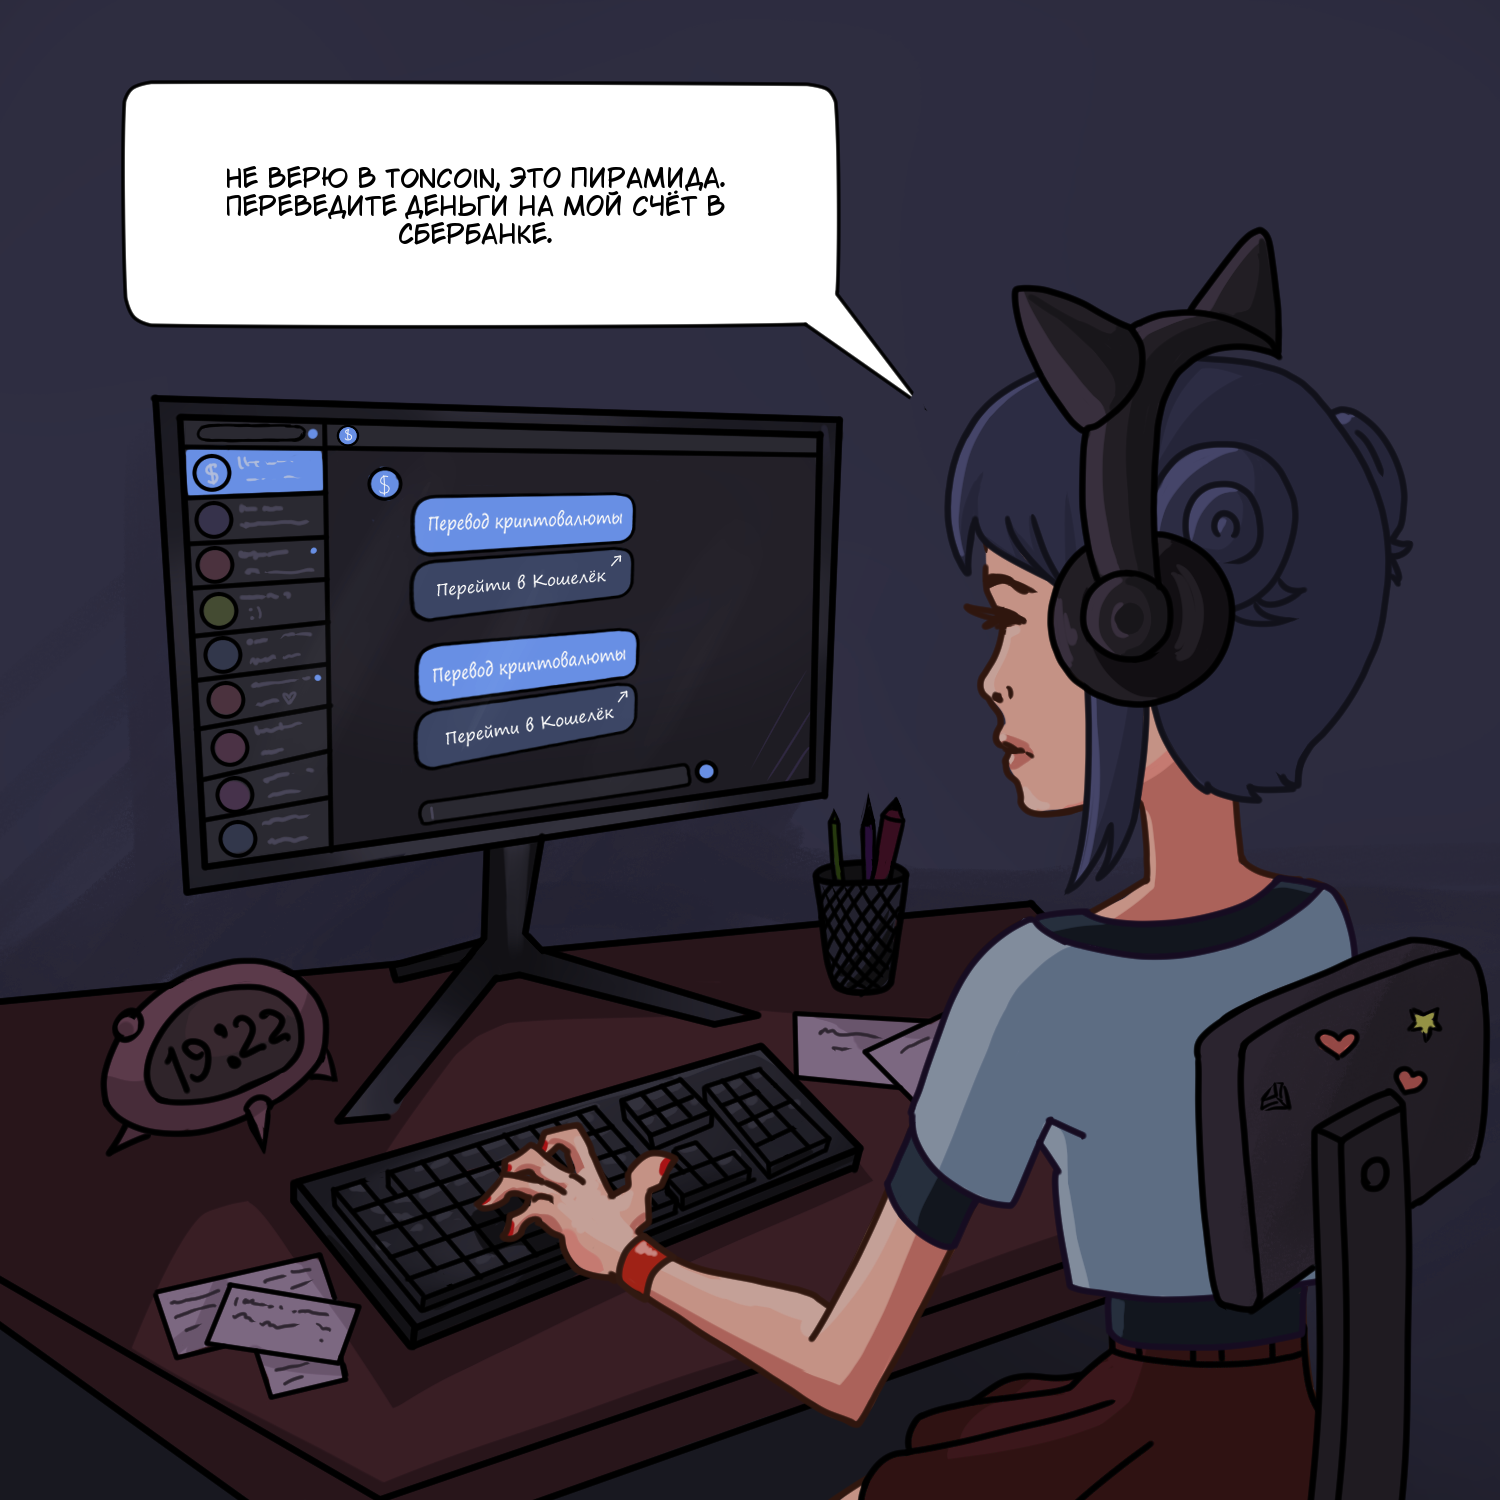 НЕ ВЕРЮ В TONCOIN, ЭТО ПИРАМИДА.
ПЕРЕВЕДИТЕ ДЕНЬГИ НА МОЙ СЧЁТ В
СБЕРБАНКЕ.
$
$
$
Перевод криптовалюты
Перейти в Кошелёк
Перевод криптовалюты
Перейти в Кошелёк
:)
19:22